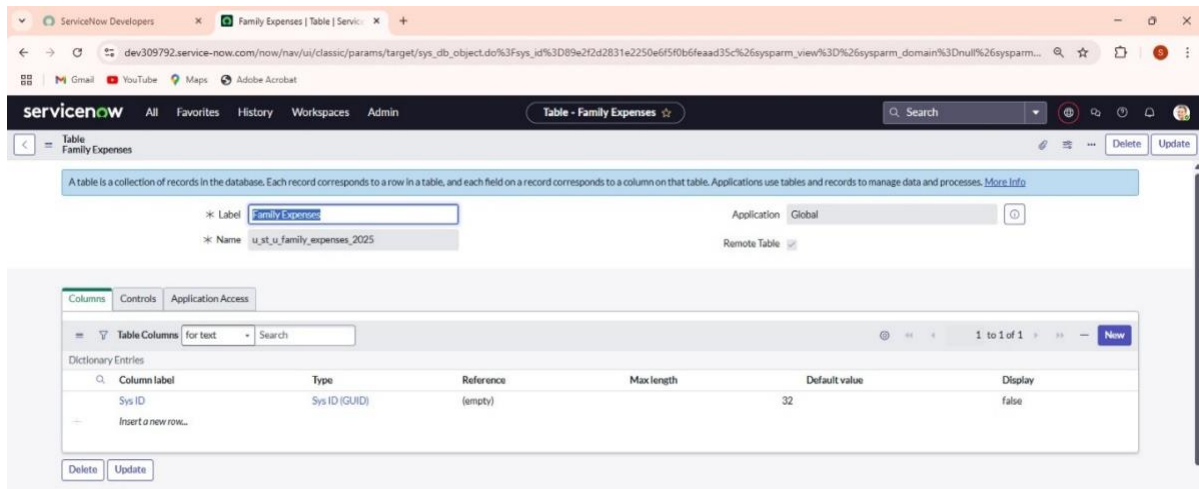 ServiceNow Developers
Family Expenses | Table | Service
dev309792.service-now.com/now/nav/ui/classic/params/target/sys_db_object.do%3Fsys_id%3D89e2f2d2831e2250e6f5f0b6feaad35c%26sysparm_view%3D%26sysparm_domain%3Dnull%26sysparm...
S
Gmail YouTube Maps Adobe Acrobat
servicenow All Favorites History Workspaces Admin Table - Family Expenses Search
Table
Family Expenses
Delete Update
A table is a collection of records in the database. Each record corresponds to a row in a table, and each field on a record corresponds to a column on that table. Applications use tables and records to manage data and processes. More Info
Label Family Expenses Application Global
Name u_st_u_family_expenses_2025 Remote Table
Columns Controls Application Access
Table Columns for text Search 1 to 1 of 1 New
Dictionary Entries
Column label Type Reference Max length Default value Display
Sys ID Sys ID (GUID) (empty) 32 false
Insert a new row...
Delete Update